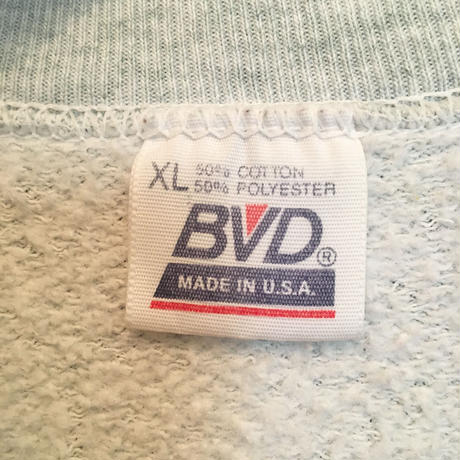 XL 50% COTTON
50% POLYESTER
BVD®
MADE IN U.S.A.